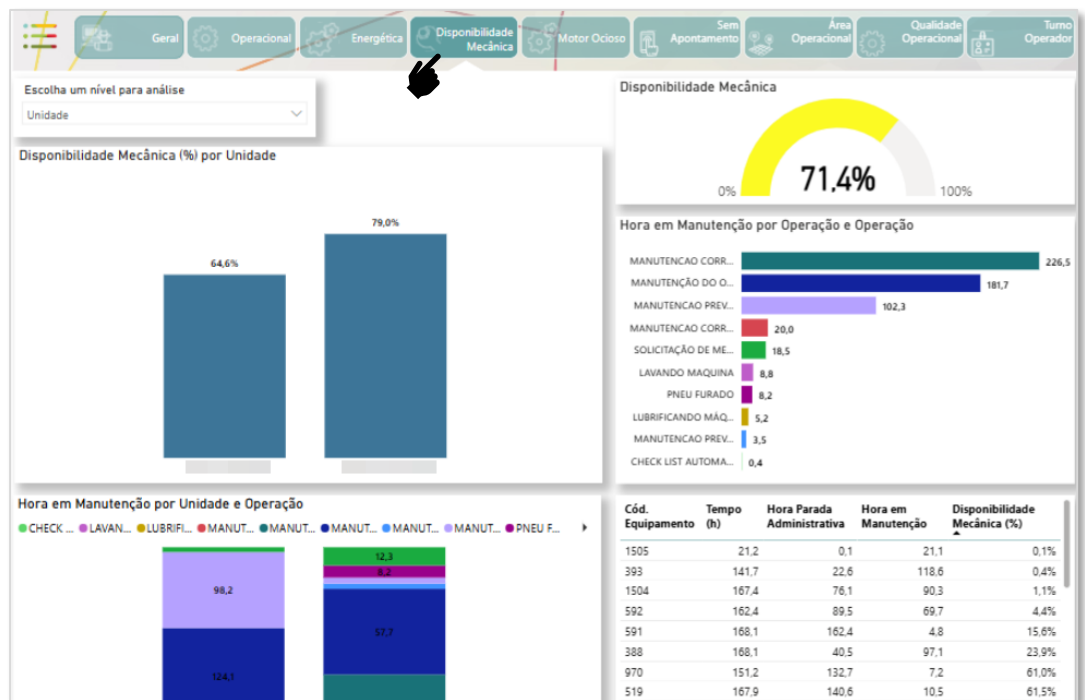 Geral
Operacional
Energética
Disponibilidade
Mecânica
Motor Ocioso
Sem
Apontamento
Área
Operacional
Qualidade
Operacional
Turno
Operador
Escolha um nível para análise
Unidade
Disponibilidade Mecânica (%) por Unidade
79,0%
64,6%
Disponibilidade Mecânica
71,4%
0%
100%
Hora em Manutenção por Operação e Operação
MANUTENCAO CORR... 226,5
MANUTENÇÃO DO O... 181,7
MANUTENCAO PREV... 102,3
MANUTENCAO CORR... 20,0
SOLICITAÇÃO DE ME... 18,5
LAVANDO MAQUINA 8,8
PNEU FURADO 8,2
LUBRIFICANDO MÁQ... 5,2
MANUTENCAO PREV... 3,5
CHECK LIST AUTOMA... 0,4
Hora em Manutenção por Unidade e Operação
CHECK ... LAVAN... LUBRIFI... MANUT... MANUT... MANUT... MANUT... MANUT... PNEU F...
12,3
8,2
98,2
57,7
124,1
Cód. Equipamento Tempo (h) Hora Parada Administrativa Hora em Manutenção Disponibilidade Mecânica (%)
1505 21,2 0,1 21,1 0,1%
393 141,7 22,6 118,6 0,4%
1504 167,4 76,1 90,3 1,1%
592 162,4 89,5 69,7 4,4%
591 168,1 162,4 4,8 15,6%
388 168,1 40,5 97,1 23,9%
970 151,2 132,7 7,2 61,0%
519 167,9 140,6 10,5 61,5%